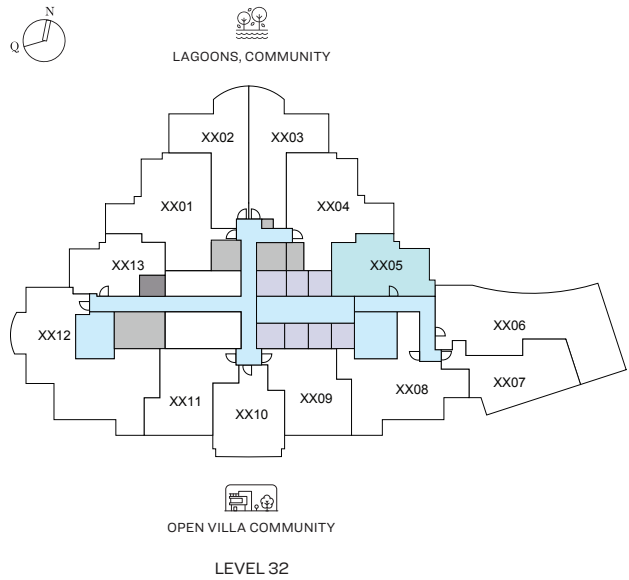 N
Q
LAGOONS, COMMUNITY
XX02 XX03
XX01 XX04
XX13 XX05
XX12 XX06
XX11 XX10 XX09 XX08 XX07
OPEN VILLA COMMUNITY
LEVEL 32